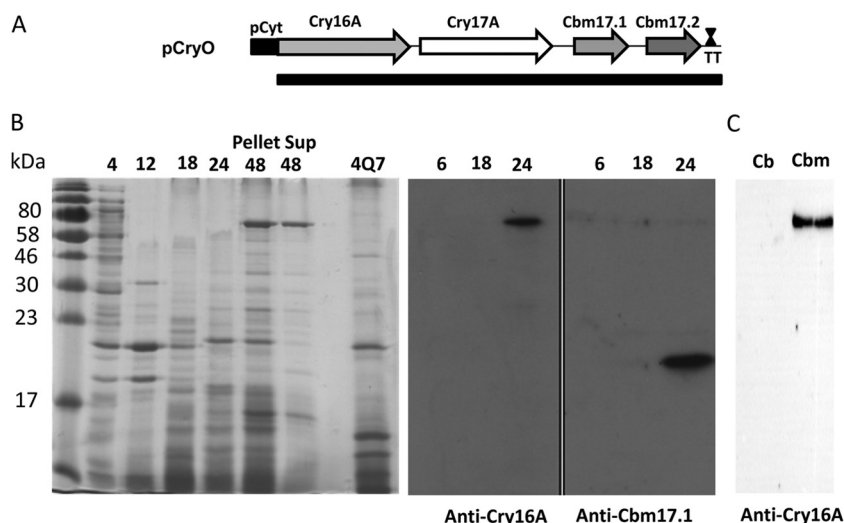 A
pCryO
pCyt Cry16A Cry17A Cbm17.1 Cbm17.2
TT
B
C
Pellet Sup
kDa 4 12 18 24 48 48 4Q7 6 18 24 6 18 24 Cb Cbm
80
58
46
30
23
17
Anti-Cry16A Anti-Cbm17.1 Anti-Cry16A